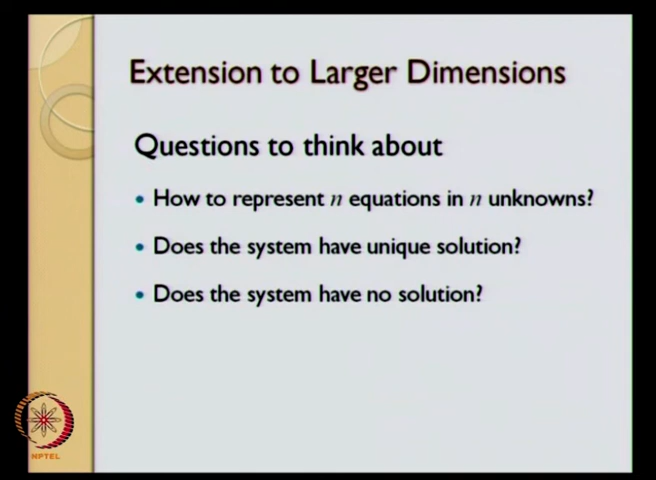 Extension to Larger Dimensions
Questions to think about
• How to represent n equations in n unknowns?
• Does the system have unique solution?
• Does the system have no solution?
NPTEL